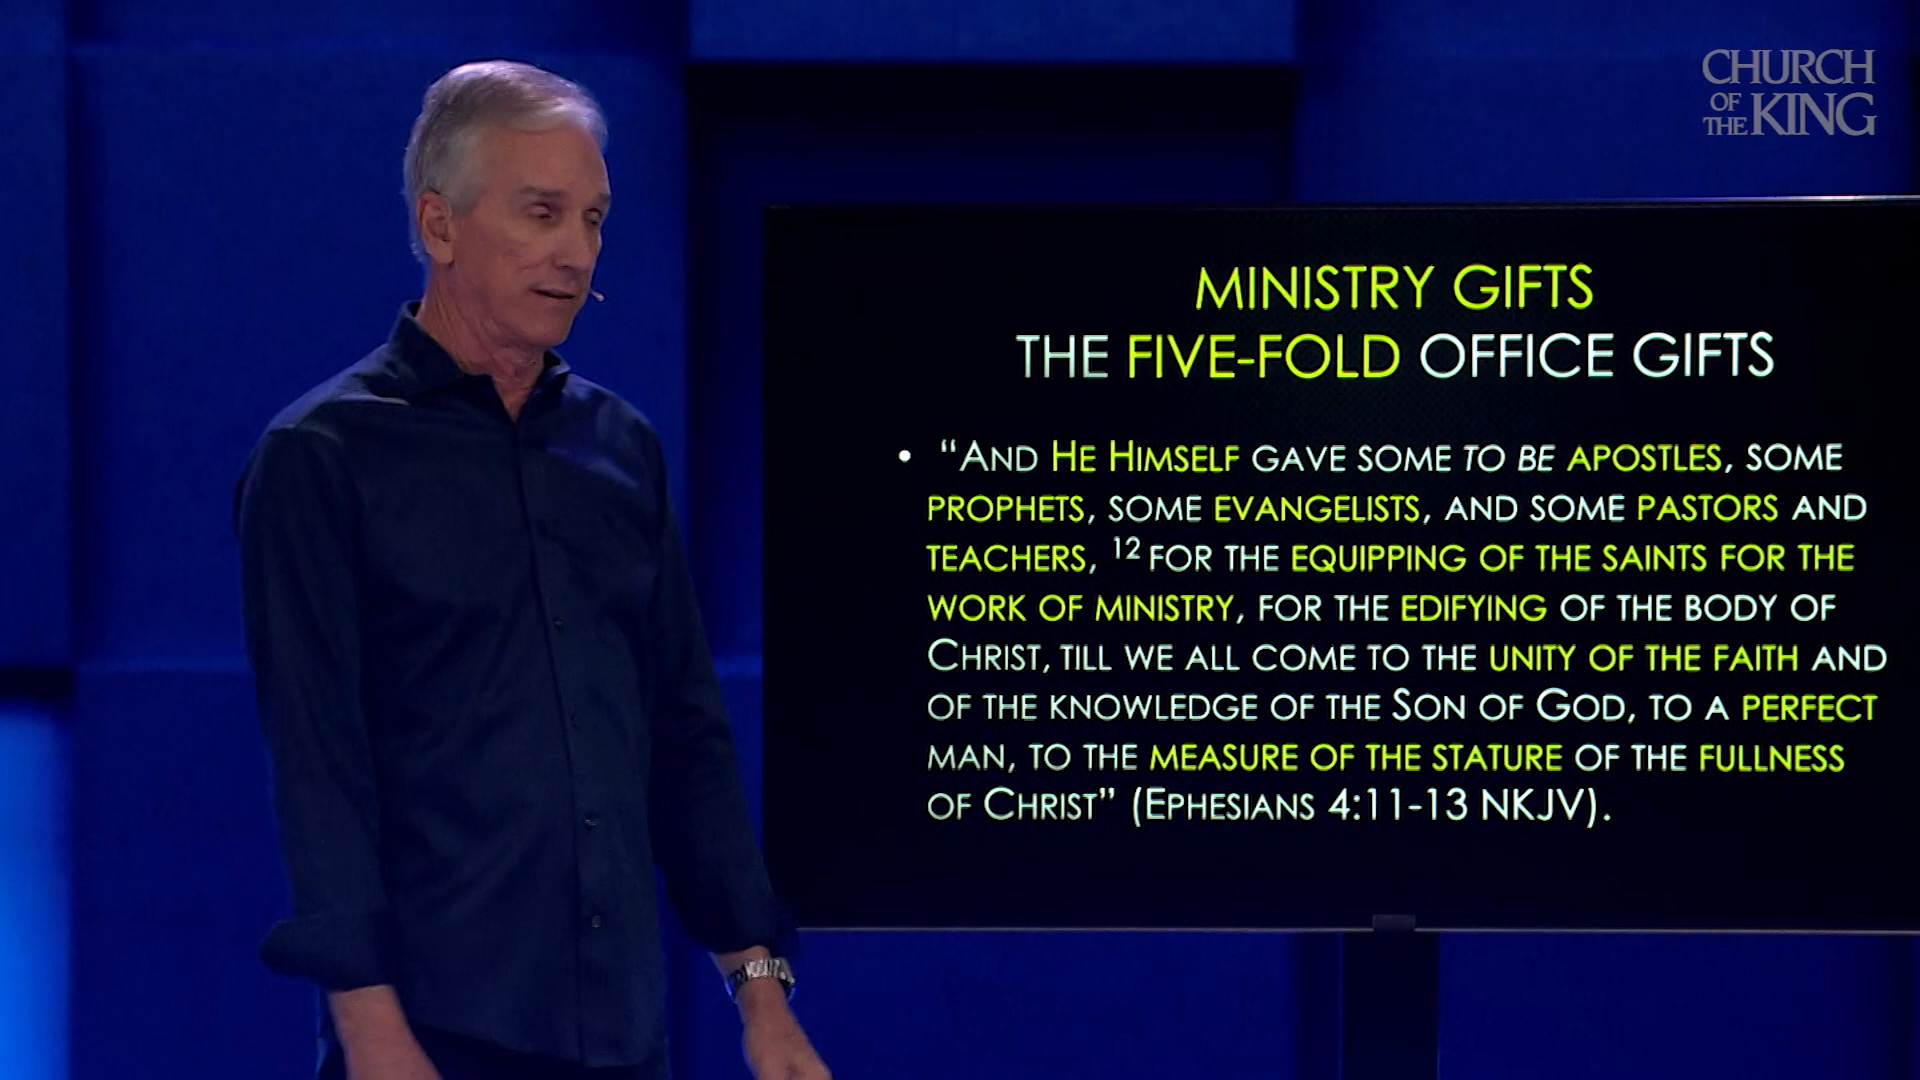 CHURCH
OF
THE KING
MINISTRY GIFTS
THE FIVE-FOLD OFFICE GIFTS
• “AND HE HIMSELF GAVE SOME TO BE APOSTLES, SOME
PROPHETS, SOME EVANGELISTS, AND SOME PASTORS AND
TEACHERS, 12 FOR THE EQUIPPING OF THE SAINTS FOR THE
WORK OF MINISTRY, FOR THE EDIFYING OF THE BODY OF
CHRIST, TILL WE ALL COME TO THE UNITY OF THE FAITH AND
OF THE KNOWLEDGE OF THE SON OF GOD, TO A PERFECT
MAN, TO THE MEASURE OF THE STATURE OF THE FULLNESS
OF CHRIST” (EPHESIANS 4:11-13 NKJV).